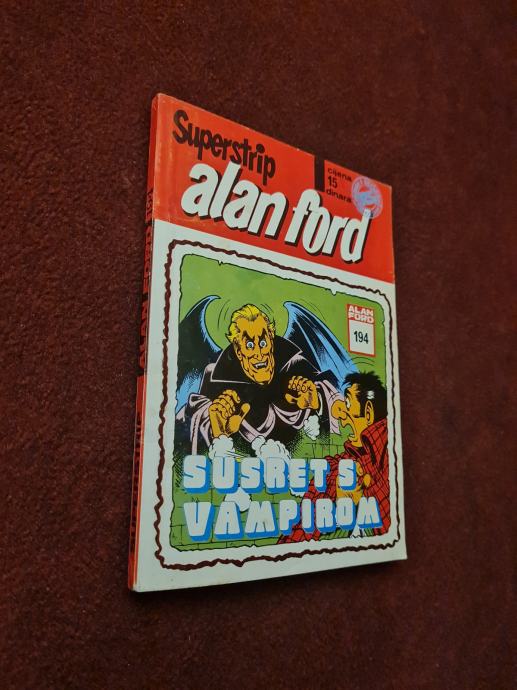 Superstrip
alan ford
cijena
15
dinara
ALAN
FORD
194
SUSRET S
VAMPIROM